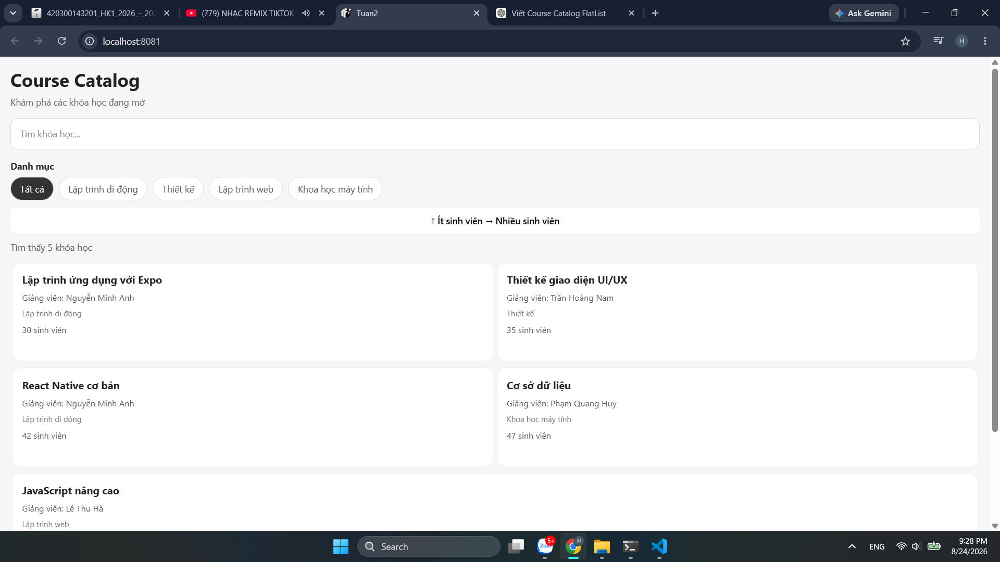 420300143201_HK1_2026_-_202
(779) NHẠC REMIX TIKTOK
Tuan2
Viết Course Catalog FlatList
Ask Gemini
localhost:8081
H
Course Catalog
Khám phá các khóa học đang mở
Tìm khóa học...
Danh mục
Tất cả
Lập trình di động
Thiết kế
Lập trình web
Khoa học máy tính
↑ Ít sinh viên → Nhiều sinh viên
Tìm thấy 5 khóa học
Lập trình ứng dụng với Expo
Giảng viên: Nguyễn Minh Anh
Lập trình di động
30 sinh viên
Thiết kế giao diện UI/UX
Giảng viên: Trần Hoàng Nam
Thiết kế
35 sinh viên
React Native cơ bản
Giảng viên: Nguyễn Minh Anh
Lập trình di động
42 sinh viên
Cơ sở dữ liệu
Giảng viên: Phạm Quang Huy
Khoa học máy tính
47 sinh viên
JavaScript nâng cao
Giảng viên: Lê Thu Hà
Lập trình web
Search
Zalo
5+
H
ENG
9:28 PM
8/24/2026